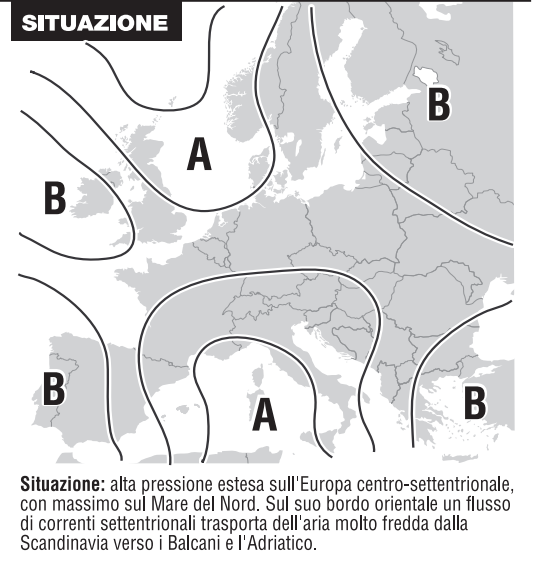 SITUAZIONE
B
A
B
B
A
B
Situazione: alta pressione estesa sull'Europa centro-settentrionale,
con massimo sul Mare del Nord. Sul suo bordo orientale un flusso
di correnti settentrionali trasporta dell'aria molto fredda dalla
Scandinavia verso i Balcani e l'Adriatico.